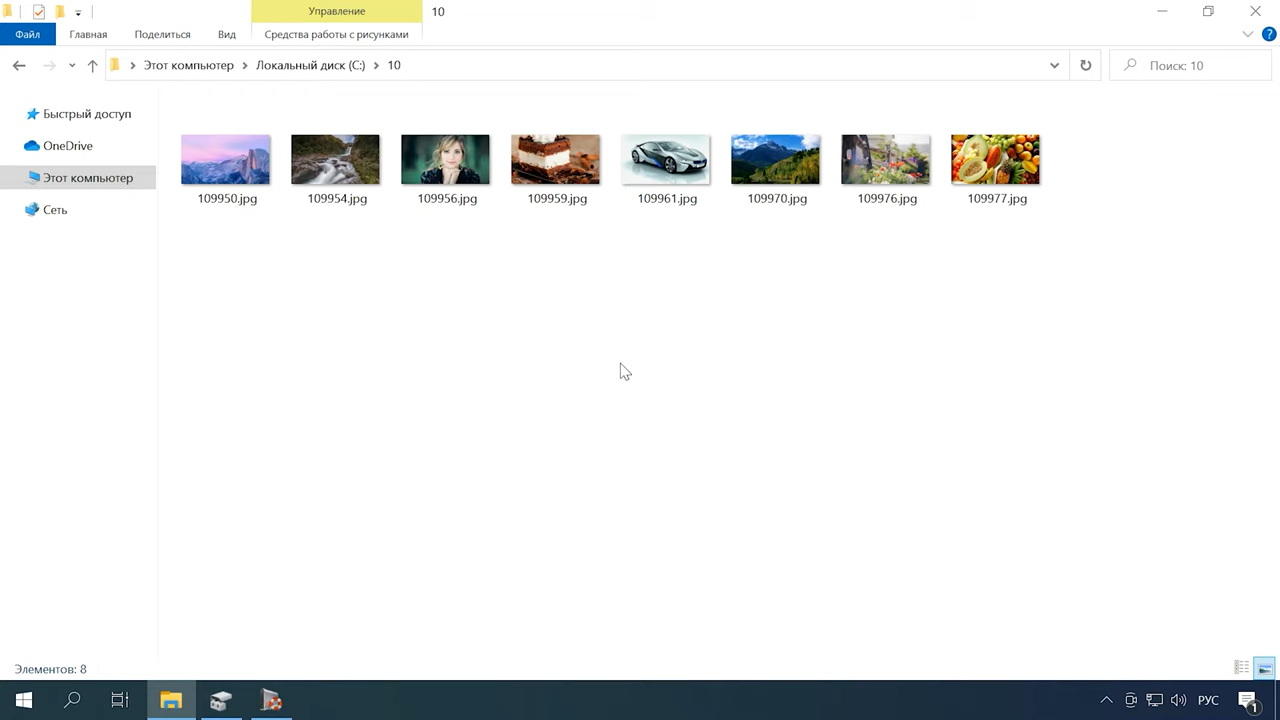 Управление
10
Файл
Главная
Поделиться
Вид
Средства работы с рисунками
?
Этот компьютер
Локальный диск (C:)
10
Поиск: 10
Быстрый доступ
OneDrive
Этот компьютер
Сеть
109950.jpg
109954.jpg
109956.jpg
109959.jpg
109961.jpg
109970.jpg
109976.jpg
109977.jpg
Элементов: 8
РУС
1